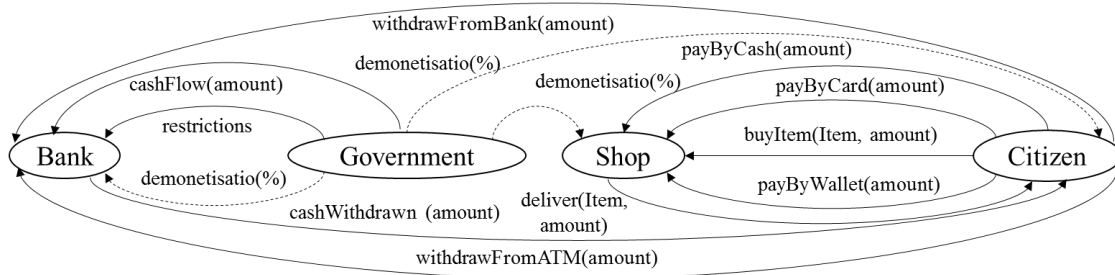 withdrawFromBank(amount)
payByCash(amount)
demonetisatio(%)
demonetisatio(%)
cashFlow(amount)
payByCard(amount)
restrictions
buyItem(Item, amount)
Bank
Government
Shop
Citizen
demonetisatio(%)
payByWallet(amount)
cashWithdrawn (amount)
deliver(Item,
amount)
withdrawFromATM(amount)